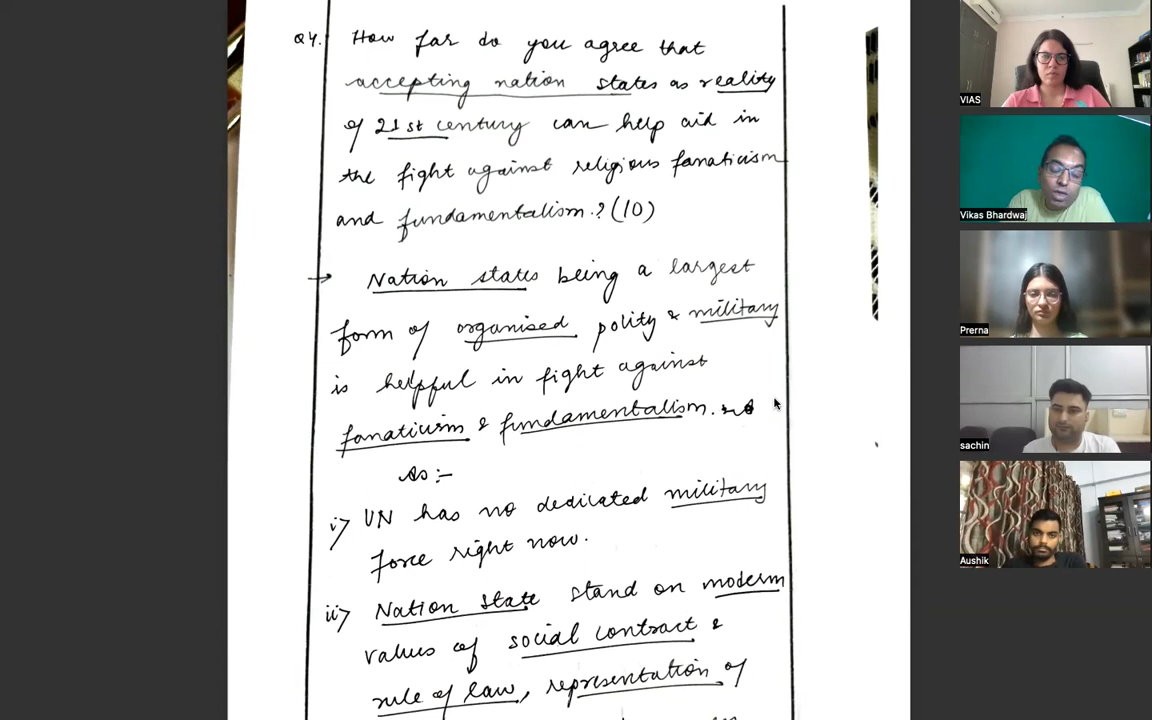 Q4. How far do you agree that
accepting nation states as reality
of 21st century can help aid in
the fight against religious fanaticism
and fundamentalism.? (10)
→ Nation states being a largest
form of organised polity & military
is helpful in fight against
fanaticism & fundamentalism.
As :-
i) UN has no dedicated military
force right now.
ii) Nation State stand on modern
values of social contract &
rule of law, representation of
VIAS
Vikas Bhardwaj
Prerna
sachin
Aushik